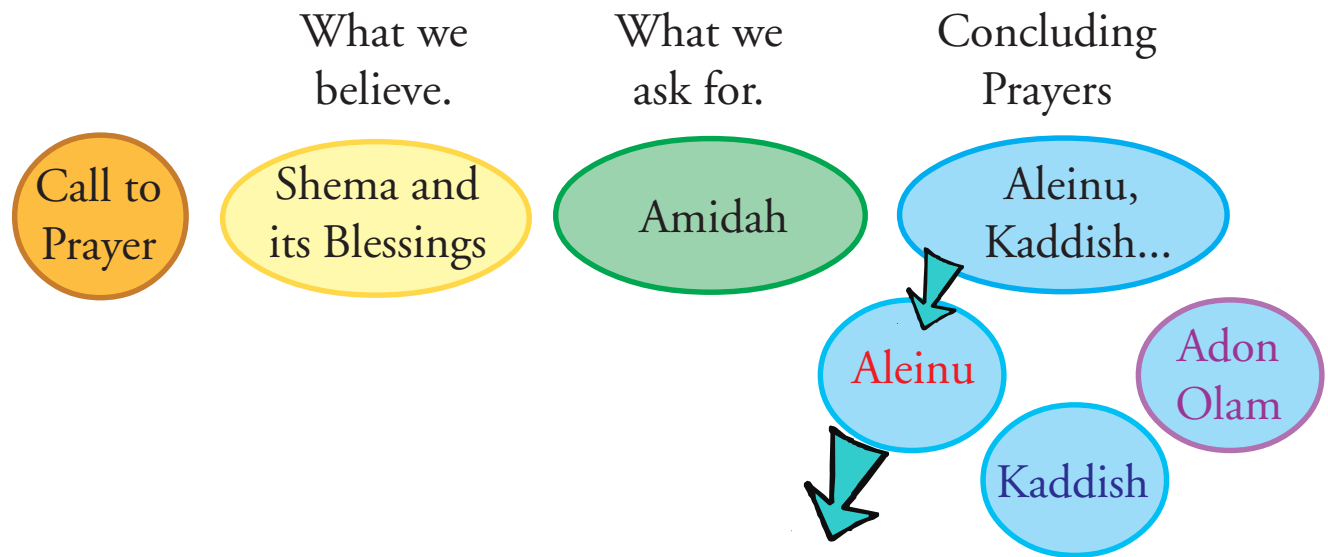 What we
believe.
What we
ask for.
Concluding
Prayers
Call to
Prayer
Shema and
its Blessings
Amidah
Aleinu,
Kaddish...
Aleinu
Adon
Olam
Kaddish